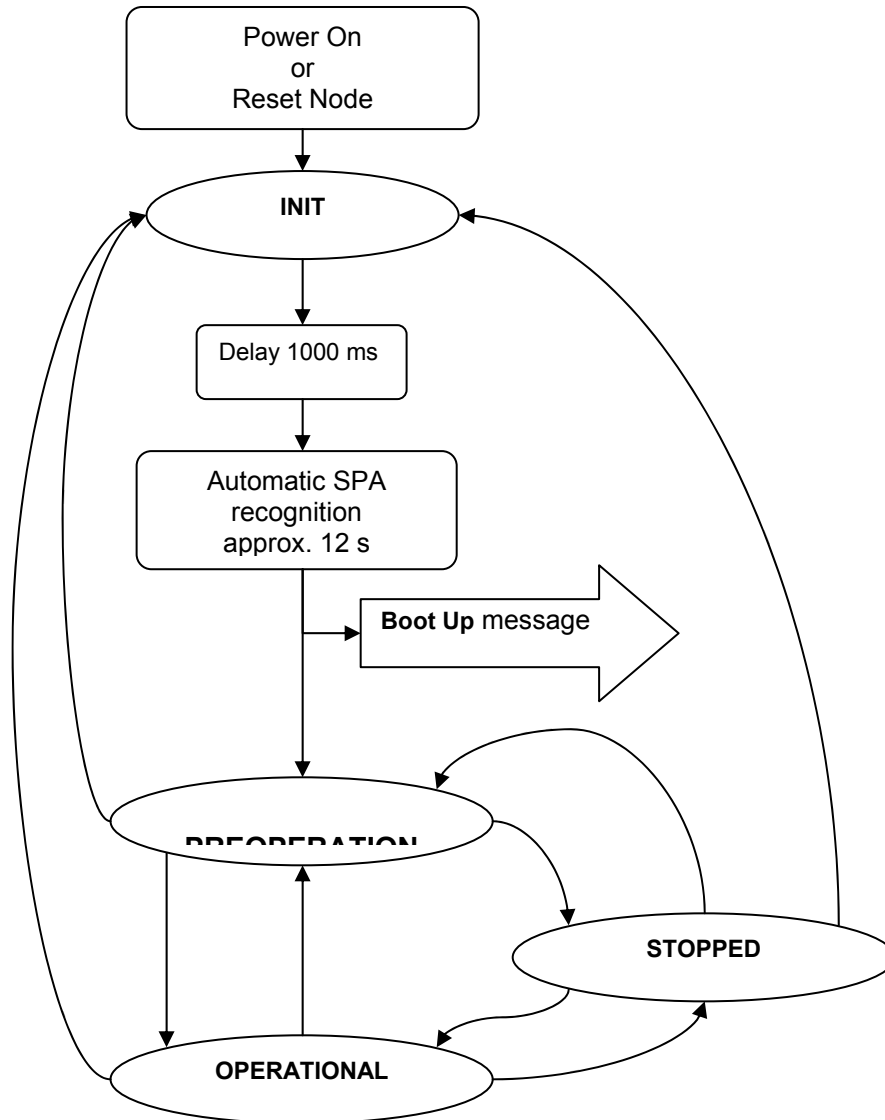 Power On
or
Reset Node
INIT
Delay 1000 ms
Automatic SPA
recognition
approx. 12 s
Boot Up message
PREOPERATION
STOPPED
OPERATIONAL